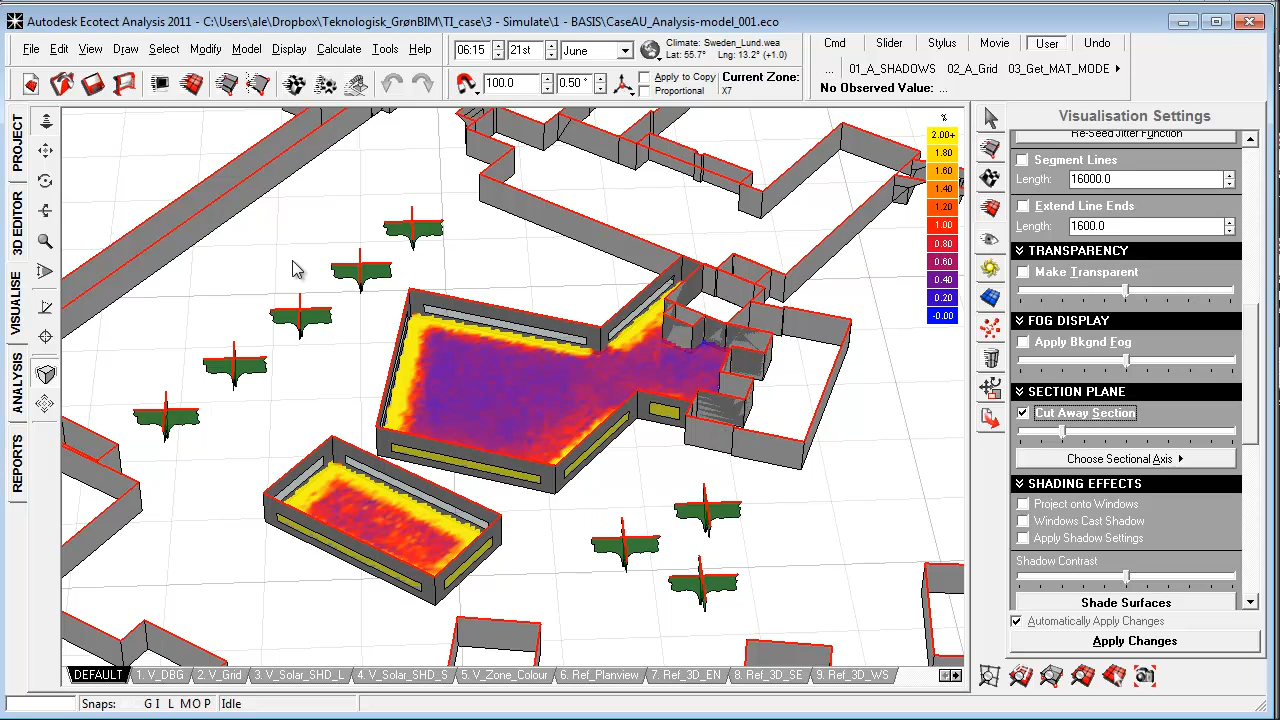 Autodesk Ecotect Analysis 2011 - C:\Users\ale\Dropbox\Teknologisk_GrønBIM\TI_case\3 - Simulate\1 - BASIS\CaseAU_Analysis-model_001.eco
File Edit View Draw Select Modify Model Display Calculate Tools Help
06:15 21st June
Climate: Sweden_Lund.wea
Lat: 55.7° Lng: 13.2° (+1.0)
Cmd Slider Stylus Movie User Undo
01_A_SHADOWS 02_A_Grid 03_Get_MAT_MODE
No Observed Value: ...
100.0 0.50°
Apply to Copy
Proportional
Current Zone:
X7
PROJECT
3D EDITOR
VISUALISE
ANALYSIS
REPORTS
%
2.00+
1.80
1.60
1.40
1.20
1.00
0.80
0.60
0.40
0.20
-0.00
Visualisation Settings
Re-Seed Jitter Function
Segment Lines
Length: 16000.0
Extend Line Ends
Length: 1600.0
TRANSPARENCY
Make Transparent
FOG DISPLAY
Apply Bkgnd Fog
SECTION PLANE
Cut Away Section
Choose Sectional Axis
SHADING EFFECTS
Project onto Windows
Windows Cast Shadow
Apply Shadow Settings
Shadow Contrast
Shade Surfaces
Automatically Apply Changes
Apply Changes
DEFAULT 1. V_DBG 2. V_Grid 3. V_Solar_SHD_L 4. V_Solar_SHD_S 5. V_Zone_Colour 6. Ref_Planview 7. Ref_3D_EN 8. Ref_3D_SE 9. Ref_3D_WS
Snaps: G I L M O P Idle